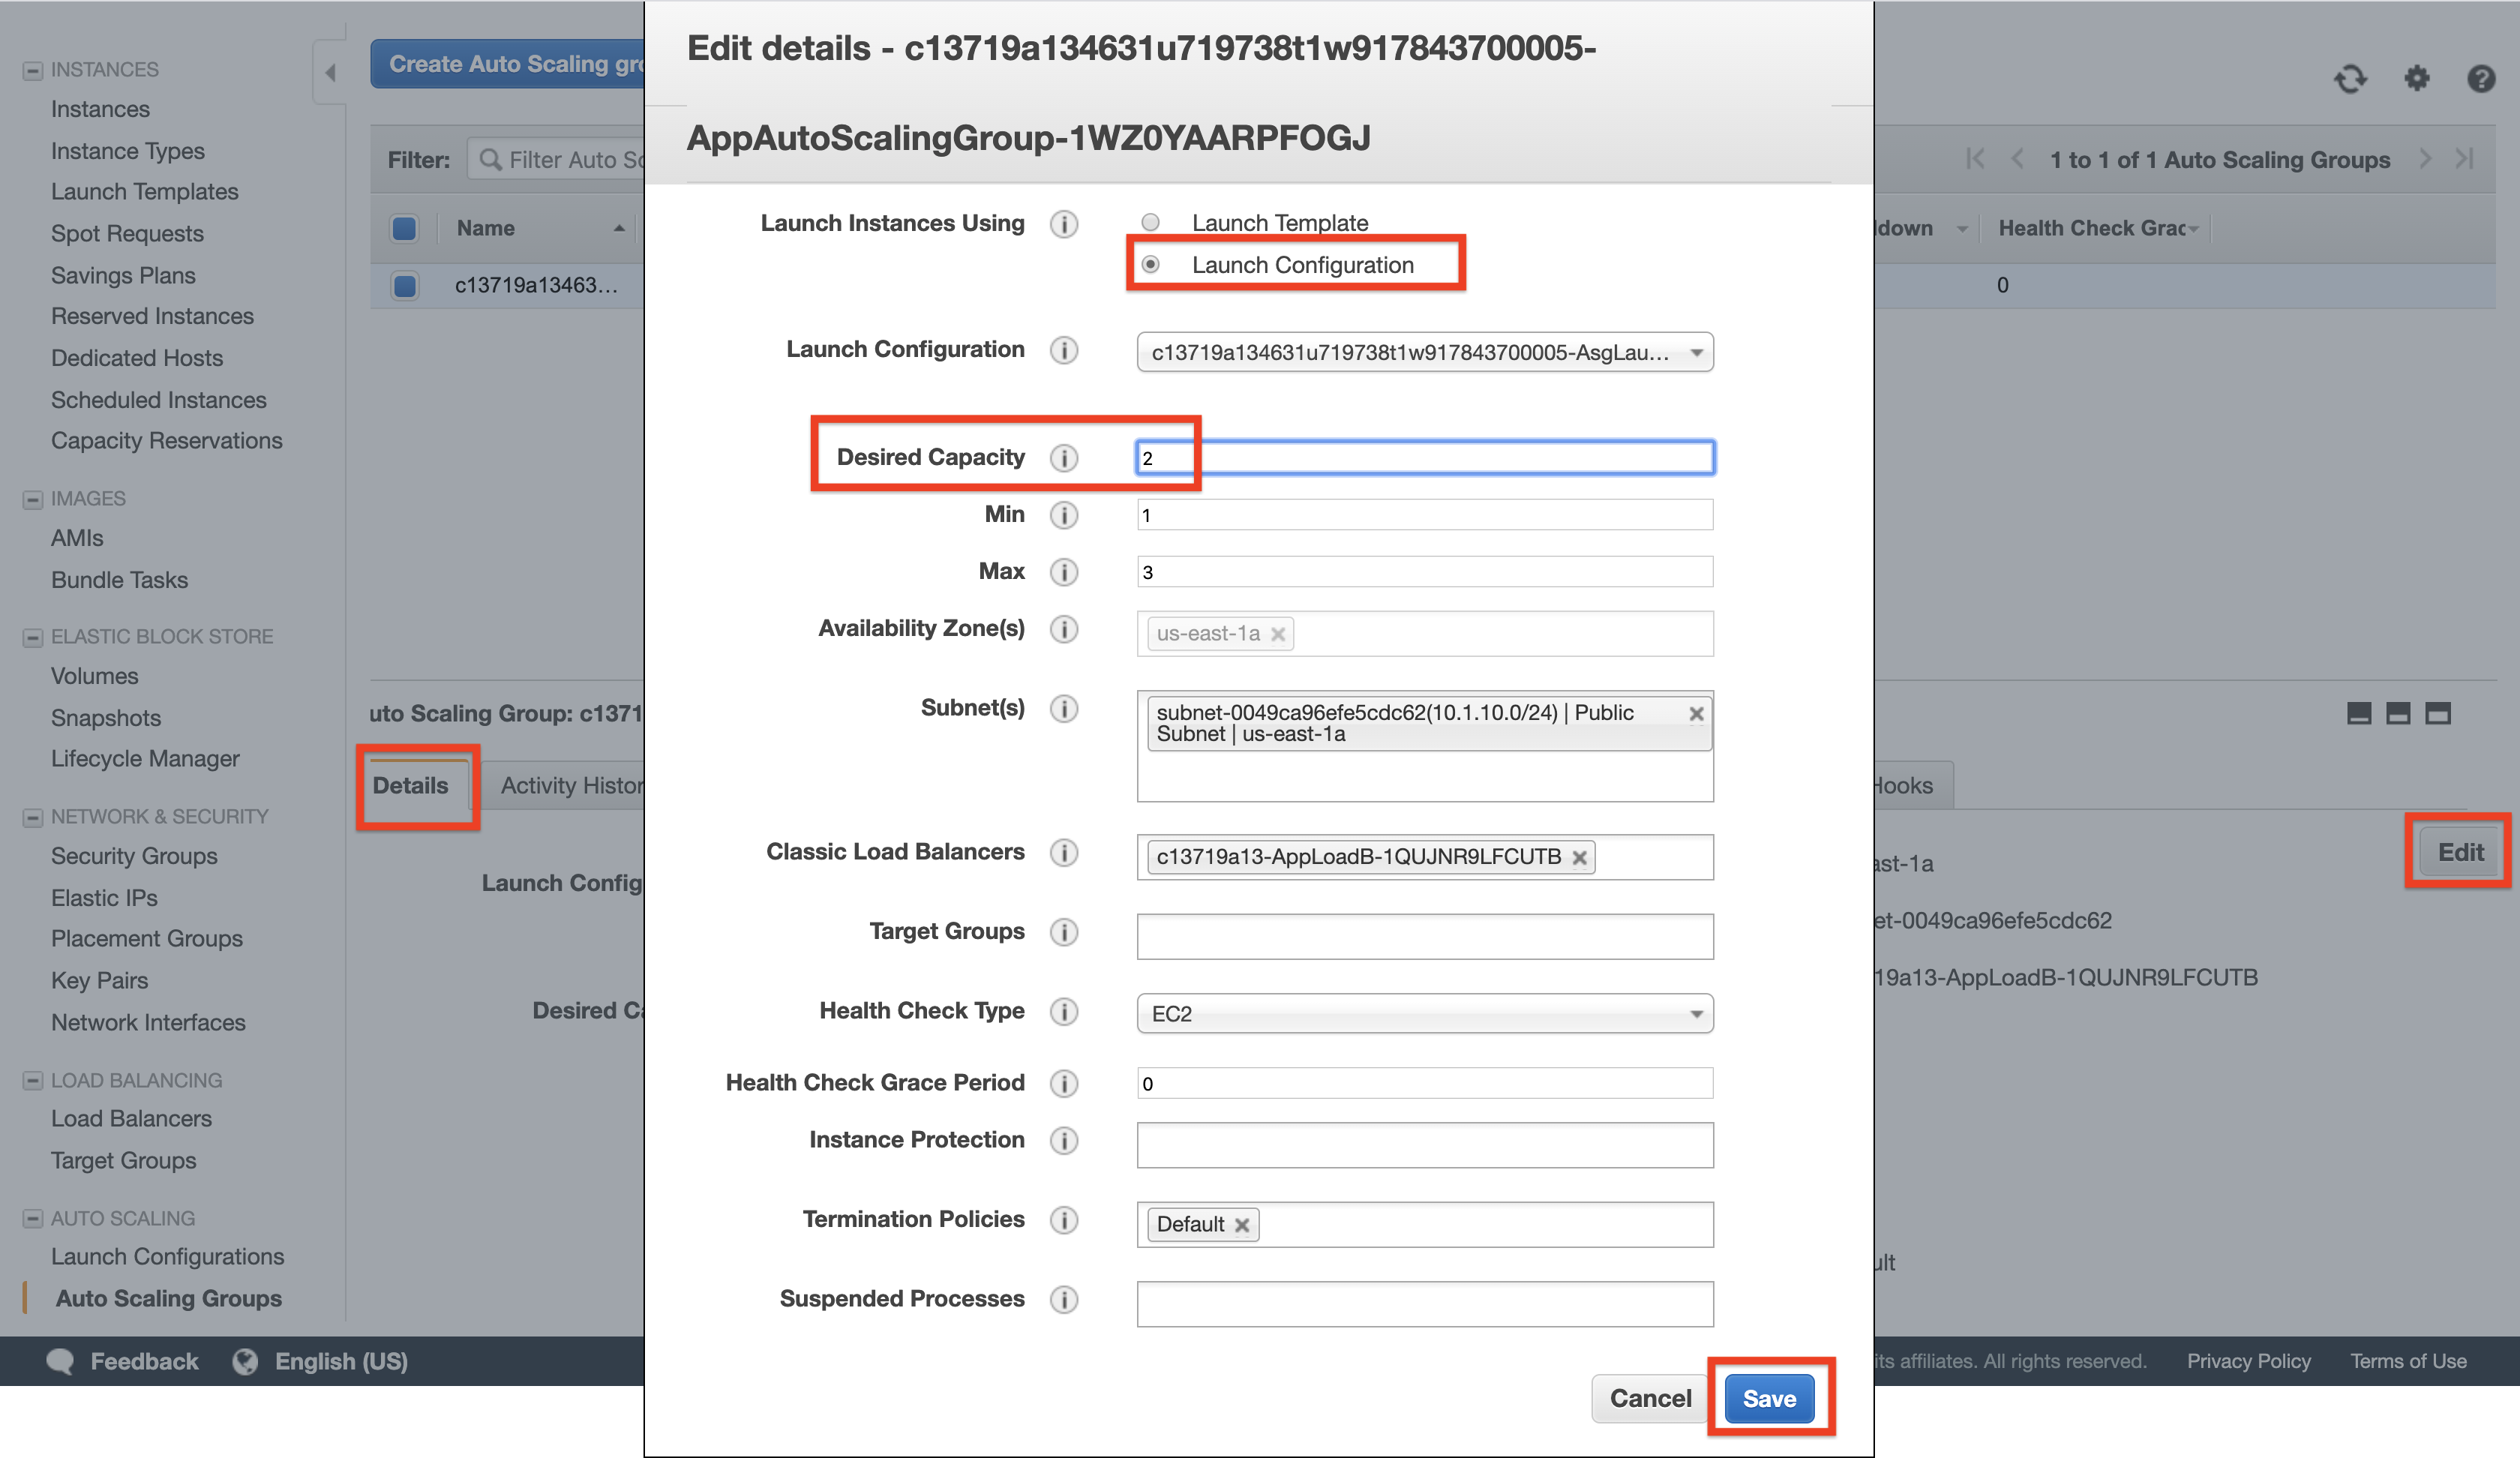 INSTANCES
Instances
Instance Types
Launch Templates
Spot Requests
Savings Plans
Reserved Instances
Dedicated Hosts
Scheduled Instances
Capacity Reservations
IMAGES
AMIs
Bundle Tasks
ELASTIC BLOCK STORE
Volumes
Snapshots
Lifecycle Manager
NETWORK & SECURITY
Security Groups
Elastic IPs
Placement Groups
Key Pairs
Network Interfaces
LOAD BALANCING
Load Balancers
Target Groups
AUTO SCALING
Launch Configurations
Auto Scaling Groups
Create Auto Scaling gro
Filter: Filter Auto Sc
Name
c13719a13463...
uto Scaling Group: c1371
Details Activity Histor
Launch Config
Desired Ca
Edit details - c13719a134631u719738t1w917843700005-
AppAutoScalingGroup-1WZ0YAARPFOGJ
Launch Instances Using Launch Template
Launch Configuration
Launch Configuration c13719a134631u719738t1w917843700005-AsgLau...
Desired Capacity 2
Min 1
Max 3
Availability Zone(s) us-east-1a
Subnet(s) subnet-0049ca96efe5cdc62(10.1.10.0/24) | Public
Subnet | us-east-1a
Classic Load Balancers c13719a13-AppLoadB-1QUJNR9LFCUTB
Target Groups
Health Check Type EC2
Health Check Grace Period 0
Instance Protection
Termination Policies Default
Suspended Processes
Cancel Save
1 to 1 of 1 Auto Scaling Groups
ldown Health Check Grac
0
Hooks
Edit
ast-1a
et-0049ca96efe5cdc62
19a13-AppLoadB-1QUJNR9LFCUTB
ult
Feedback English (US)
its affiliates. All rights reserved. Privacy Policy Terms of Use